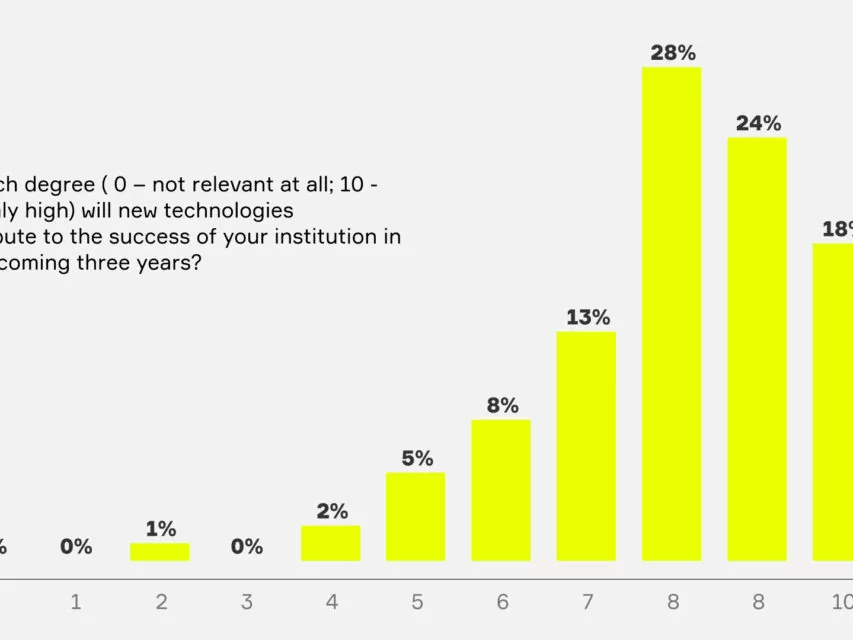 28%
24%
18%
ch degree ( 0 – not relevant at all; 10 -
ly high) will new technologies
bute to the success of your institution in
coming three years?
13%
8%
5%
2%
1%
% 0% 0%
1 2 3 4 5 6 7 8 8 10